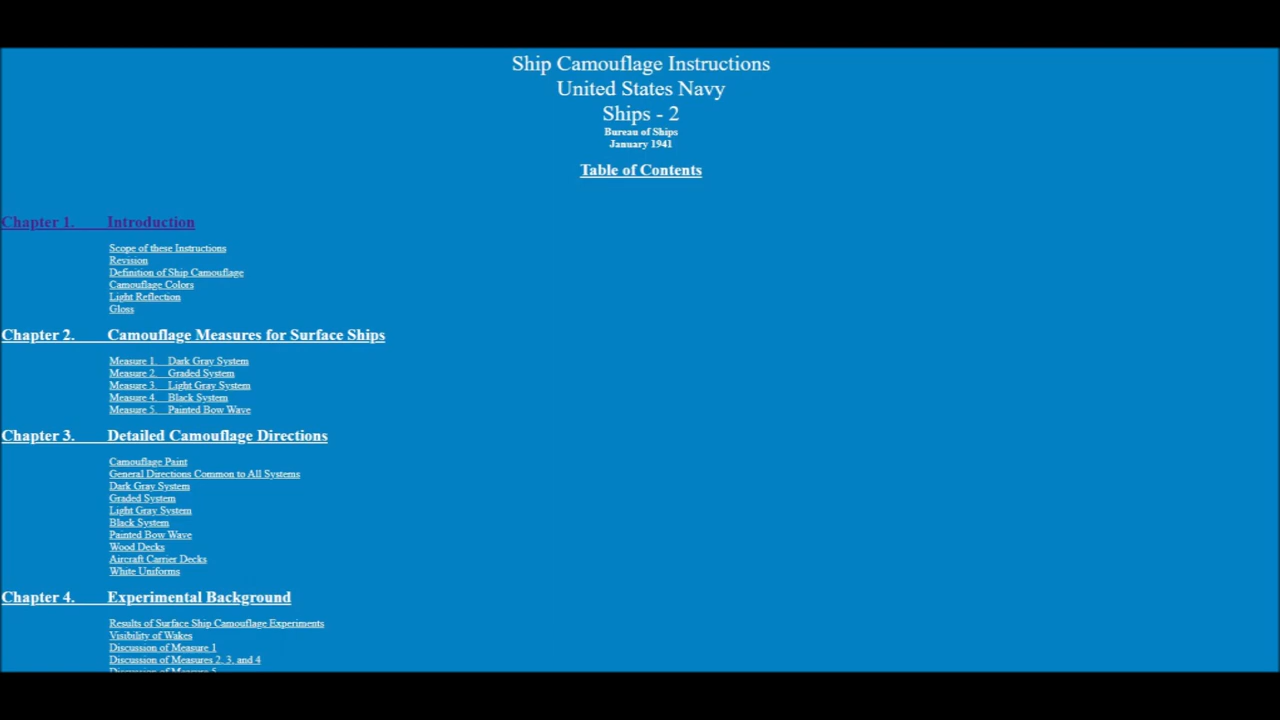 Ship Camouflage Instructions
United States Navy
Ships - 2
Bureau of Ships
January 1941
Table of Contents
Chapter 1. Introduction
Scope of these Instructions
Revision
Definition of Ship Camouflage
Camouflage Colors
Light Reflection
Gloss
Chapter 2. Camouflage Measures for Surface Ships
Measure 1. Dark Gray System
Measure 2. Graded System
Measure 3. Light Gray System
Measure 4. Black System
Measure 5. Painted Bow Wave
Chapter 3. Detailed Camouflage Directions
Camouflage Paint
General Directions Common to All Systems
Dark Gray System
Graded System
Light Gray System
Black System
Painted Bow Wave
Wood Decks
Aircraft Carrier Decks
White Uniforms
Chapter 4. Experimental Background
Results of Surface Ship Camouflage Experiments
Visibility of Wakes
Discussion of Measure 1
Discussion of Measures 2, 3, and 4
Discussion of Measure 5